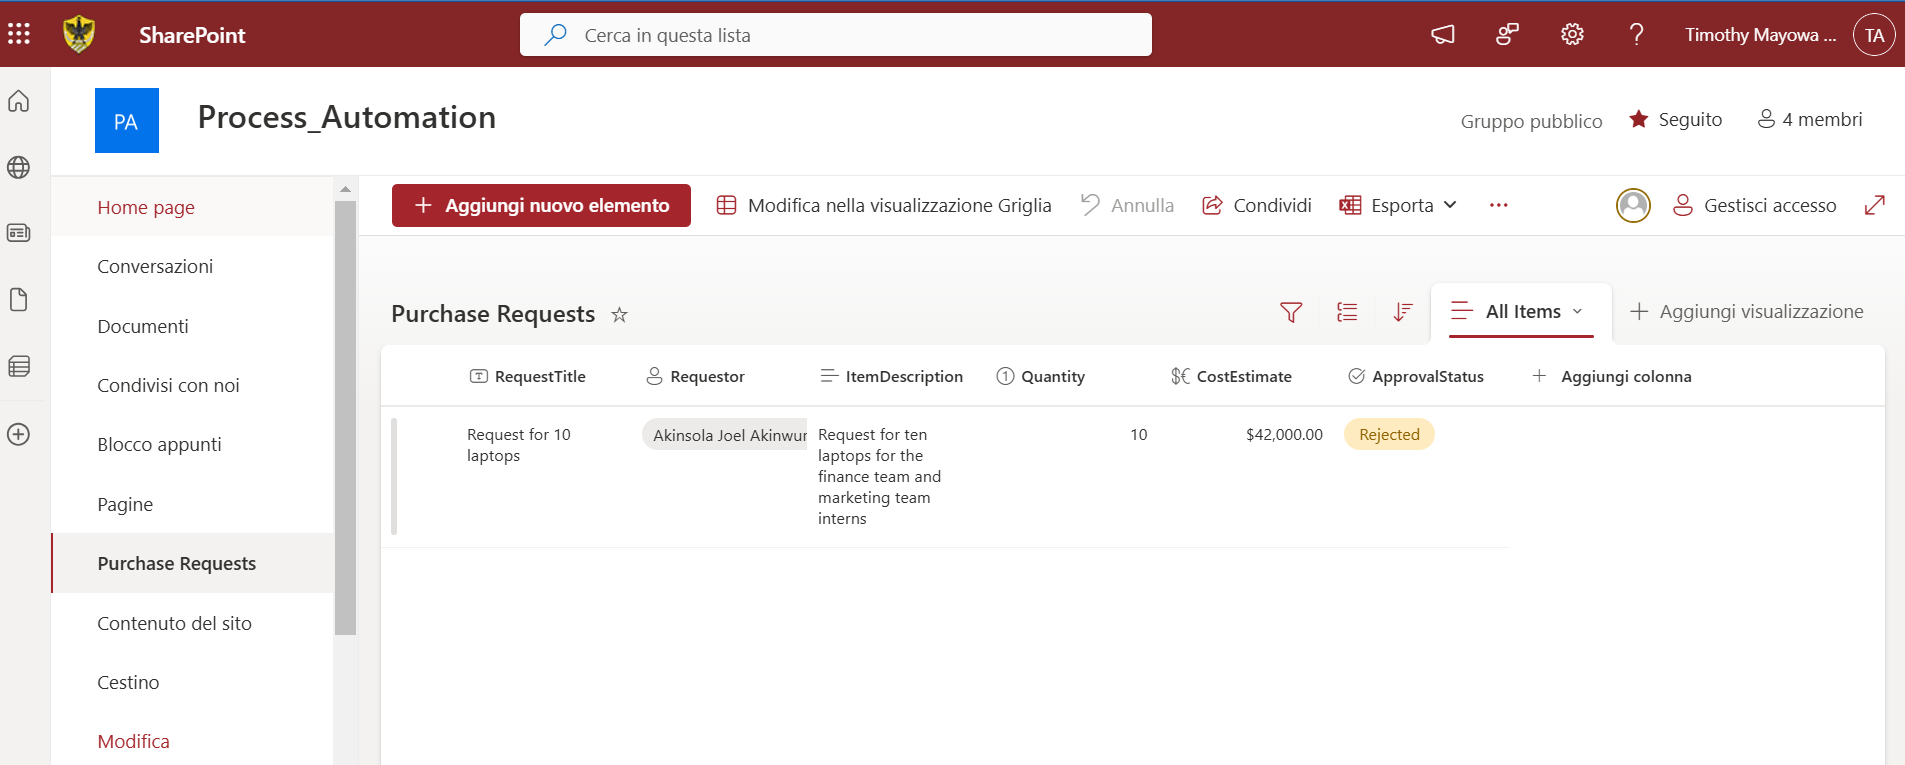 SharePoint
Cerca in questa lista
Timothy Mayowa ...
TA
PA
Process_Automation
Gruppo pubblico
Seguito
4 membri
Home page
Conversazioni
Documenti
Condivisi con noi
Blocco appunti
Pagine
Purchase Requests
Contenuto del sito
Cestino
Modifica
Aggiungi nuovo elemento
Modifica nella visualizzazione Griglia
Annulla
Condividi
Esporta
Gestisci accesso
Purchase Requests
All Items
Aggiungi visualizzazione
RequestTitle
Requestor
ItemDescription
Quantity
CostEstimate
ApprovalStatus
Aggiungi colonna
Request for 10
laptops
Akinsola Joel
Request for ten
laptops for the
finance team and
marketing team
interns
10
$42,000.00
Rejected